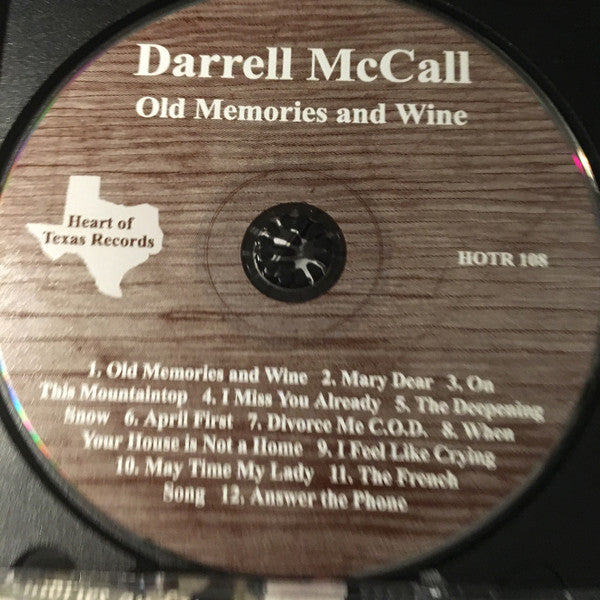 Darrell McCall
Old Memories and Wine
Heart of
Texas Records
HOTR 108
1. Old Memories and Wine 2. Mary Dear 3. On
This Mountaintop 4. I Miss You Already 5. The Deepening
Snow 6. April First 7. Divorce Me C.O.D. 8. When
Your House is Not a Home 9. I Feel Like Crying
10. May Time My Lady 11. The French
Song 12. Answer the Phone